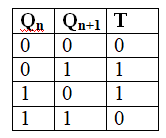 Qn Qn+1 T
0 0 0
0 1 1
1 0 1
1 1 0